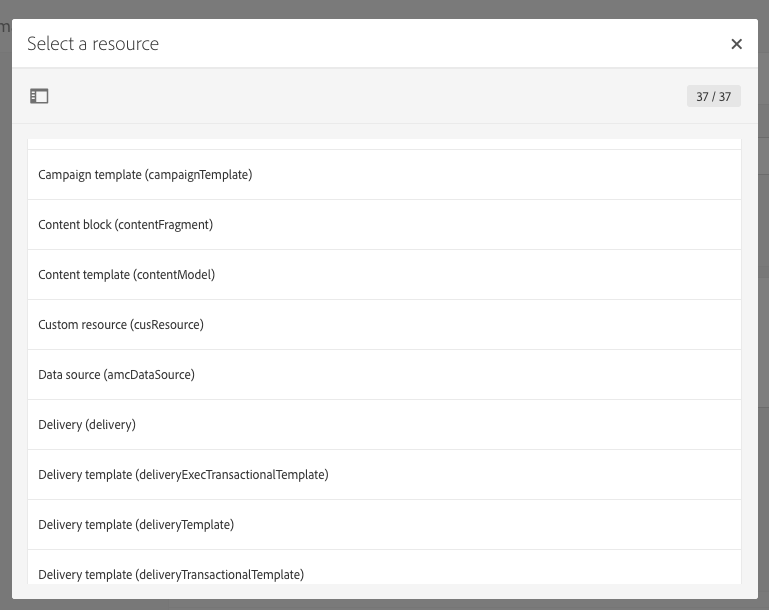 Select a resource
37 / 37
Campaign template (campaignTemplate)
Content block (contentFragment)
Content template (contentModel)
Custom resource (cusResource)
Data source (amcDataSource)
Delivery (delivery)
Delivery template (deliveryExecTransactionalTemplate)
Delivery template (deliveryTemplate)
Delivery template (deliveryTransactionalTemplate)